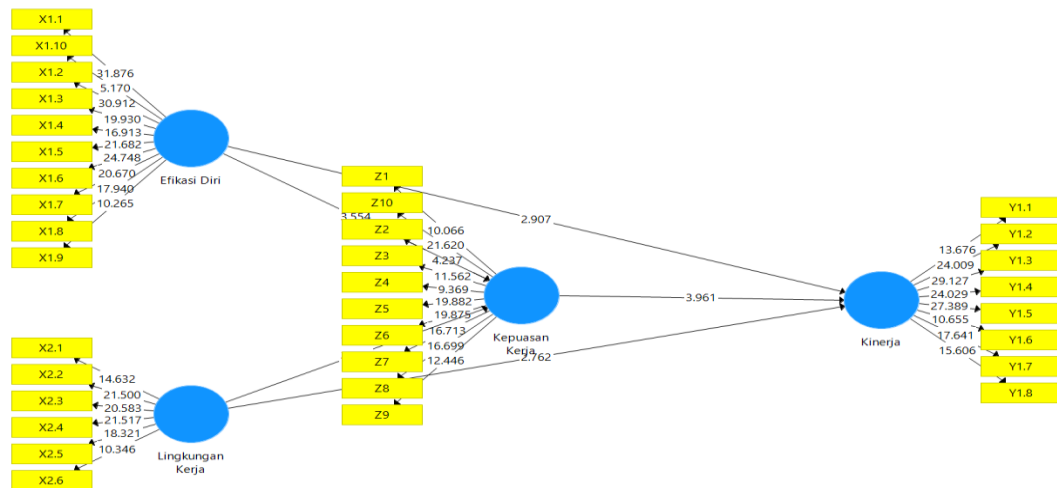 X1.1
X1.10
X1.2
X1.3
X1.4
X1.5
X1.6
X1.7
X1.8
X1.9
31.876
5.170
30.912
19.930
16.913
21.682
24.748
20.670
17.940
10.265
Efikasi Diri
X2.1
X2.2
X2.3
X2.4
X2.5
X2.6
14.632
21.500
20.583
21.517
18.321
10.346
Lingkungan
Kerja
3.554
Z1
Z10
Z2
Z3
Z4
Z5
Z6
Z7
Z8
Z9
10.066
21.620
4.237
11.562
9.369
19.882
19.875
16.713
16.699
12.446
Kepuasan
Kerja
2.907
3.961
2.762
Kinerja
13.676
24.009
29.127
24.029
27.389
10.655
17.641
15.606
Y1.1
Y1.2
Y1.3
Y1.4
Y1.5
Y1.6
Y1.7
Y1.8